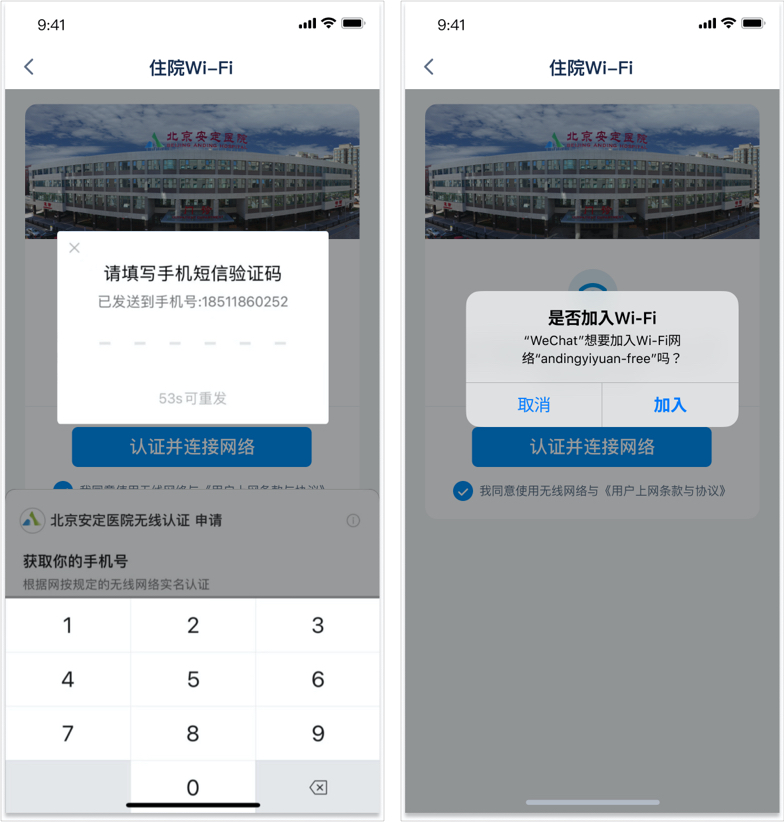 9:41
住院Wi-Fi
北京安定医院
BEIJING ANDING HOSPITAL
请填写手机短信验证码
已发送到手机号:18511860252
53s可重发
认证并连接网络
我同意使用无线网络与《用户上网条款与协议》
北京安定医院无线认证 申请
获取你的手机号
根据网按规定的无线网络实名认证
1
2
3
4
5
6
7
8
9
0
9:41
住院Wi-Fi
北京安定医院
BEIJING ANDING HOSPITAL
是否加入Wi-Fi
“WeChat”想要加入Wi-Fi网
络“andingyiyuan-free”吗？
取消
加入
认证并连接网络
我同意使用无线网络与《用户上网条款与协议》